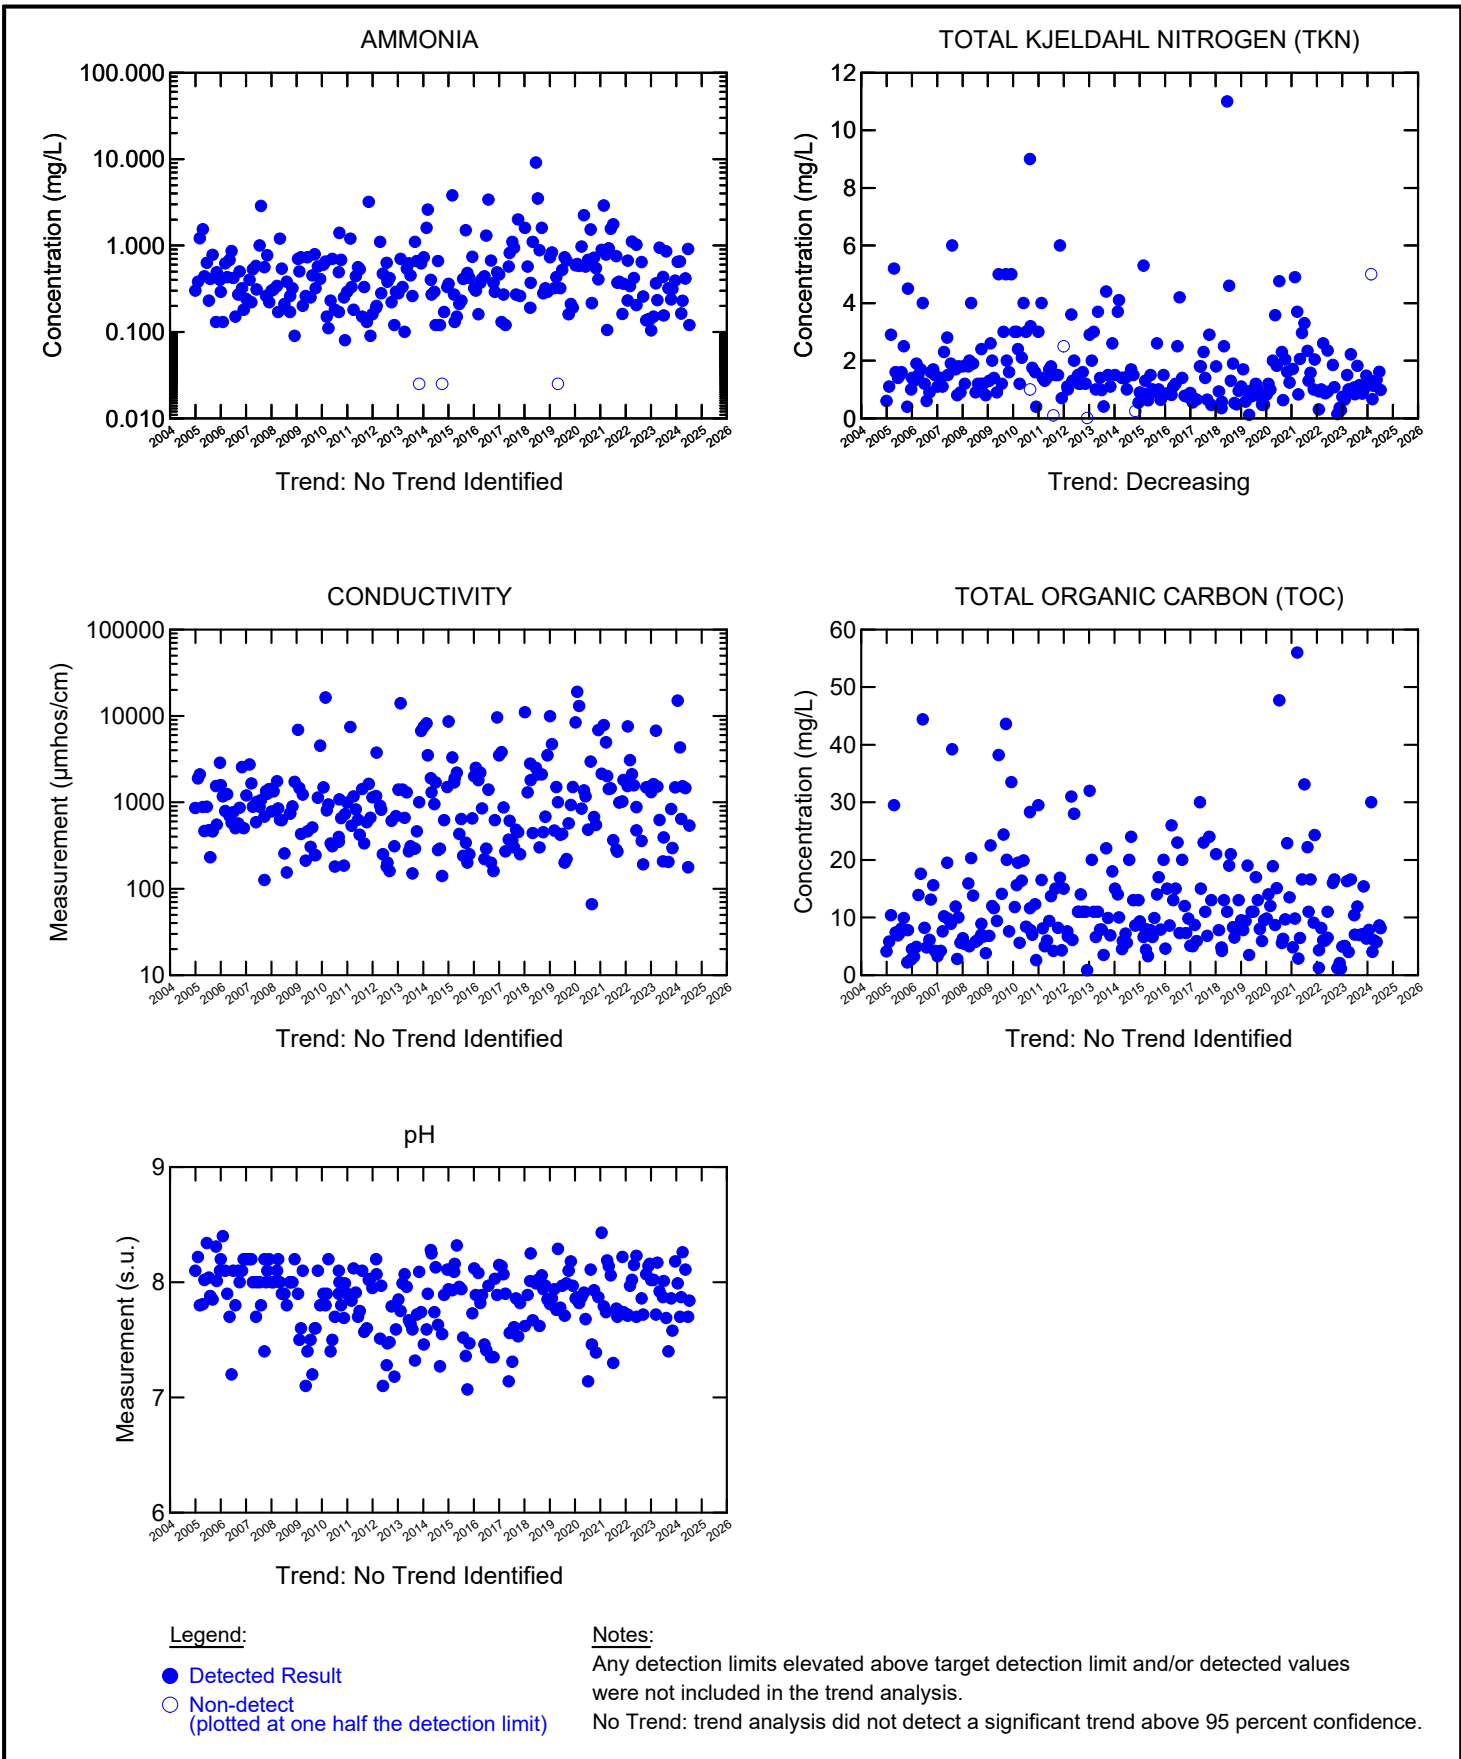 AMMONIA
Concentration (mg/L)
100.000
10.000
1.000
0.100
0.010
2004 2005 2006 2007 2008 2009 2010 2011 2012 2013 2014 2015 2016 2017 2018 2019 2020 2021 2022 2023 2024 2025 2026
Trend: No Trend Identified
TOTAL KJELDAHL NITROGEN (TKN)
Concentration (mg/L)
12
10
8
6
4
2
0
2004 2005 2006 2007 2008 2009 2010 2011 2012 2013 2014 2015 2016 2017 2018 2019 2020 2021 2022 2023 2024 2025 2026
Trend: Decreasing
CONDUCTIVITY
Measurement (µmhos/cm)
100000
10000
1000
100
10
2004 2005 2006 2007 2008 2009 2010 2011 2012 2013 2014 2015 2016 2017 2018 2019 2020 2021 2022 2023 2024 2025 2026
Trend: No Trend Identified
TOTAL ORGANIC CARBON (TOC)
Concentration (mg/L)
60
50
40
30
20
10
0
2004 2005 2006 2007 2008 2009 2010 2011 2012 2013 2014 2015 2016 2017 2018 2019 2020 2021 2022 2023 2024 2025 2026
Trend: No Trend Identified
pH
Measurement (s.u.)
9
8
7
6
2004 2005 2006 2007 2008 2009 2010 2011 2012 2013 2014 2015 2016 2017 2018 2019 2020 2021 2022 2023 2024 2025 2026
Trend: No Trend Identified
Legend:
Detected Result
Non-detect
(plotted at one half the detection limit)
Notes:
Any detection limits elevated above target detection limit and/or detected values
were not included in the trend analysis.
No Trend: trend analysis did not detect a significant trend above 95 percent confidence.